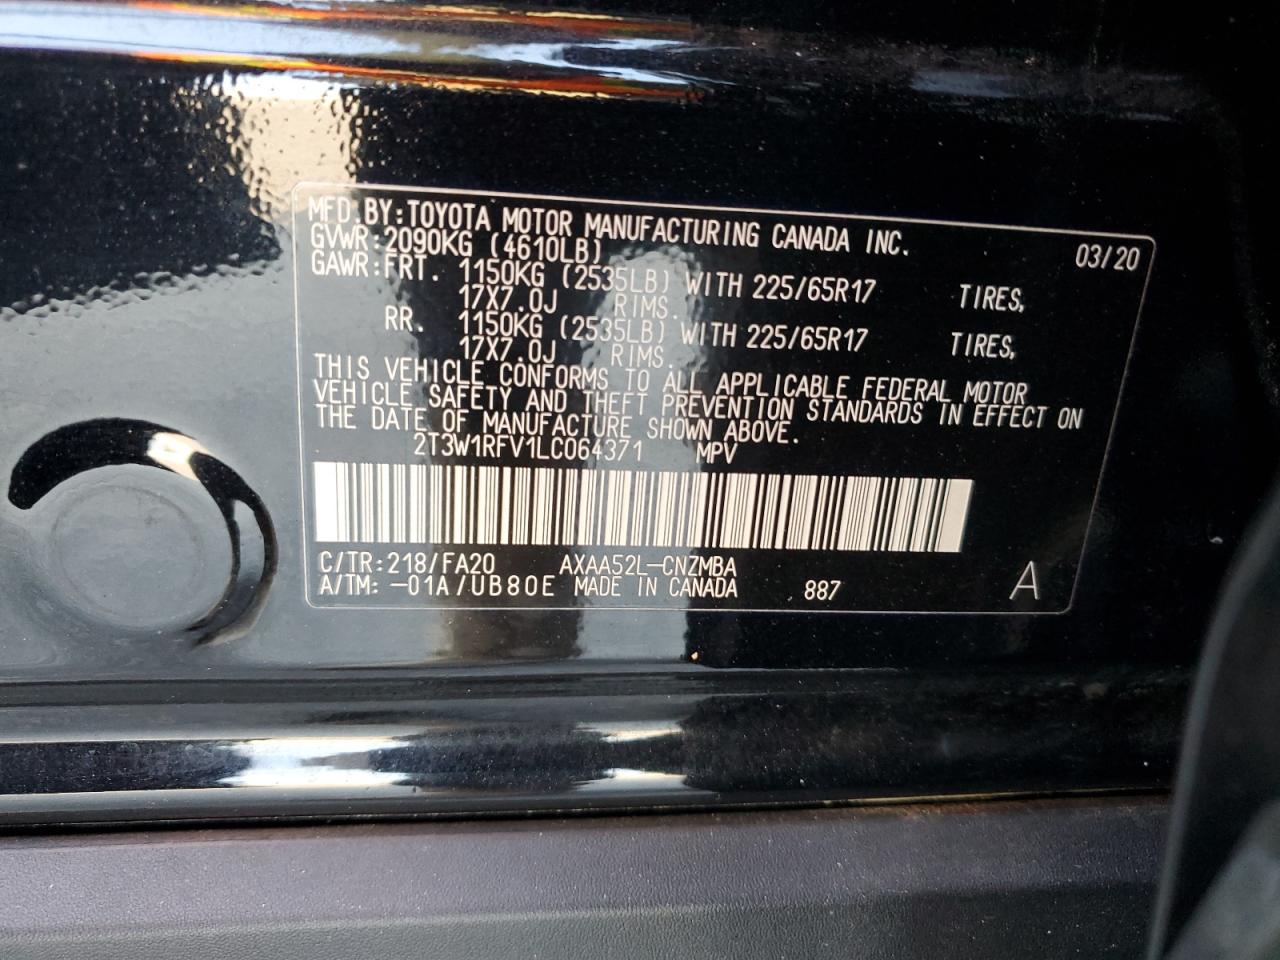 MFD.BY:TOYOTA MOTOR MANUFACTURING CANADA INC. 03/20
GVWR:2090KG (4610LB)
GAWR:FRT. 1150KG (2535LB) WITH 225/65R17 TIRES,
17X7.0J RIMS.
RR. 1150KG (2535LB) WITH 225/65R17 TIRES,
17X7.0J RIMS.
THIS VEHICLE CONFORMS TO ALL APPLICABLE FEDERAL MOTOR
VEHICLE SAFETY AND THEFT PREVENTION STANDARDS IN EFFECT ON
THE DATE OF MANUFACTURE SHOWN ABOVE.
2T3W1RFV1LC064371 MPV
C/TR:218/FA20 AXAA52L-CNZMBA
A/TM: -01A/UB80E MADE IN CANADA 887 A